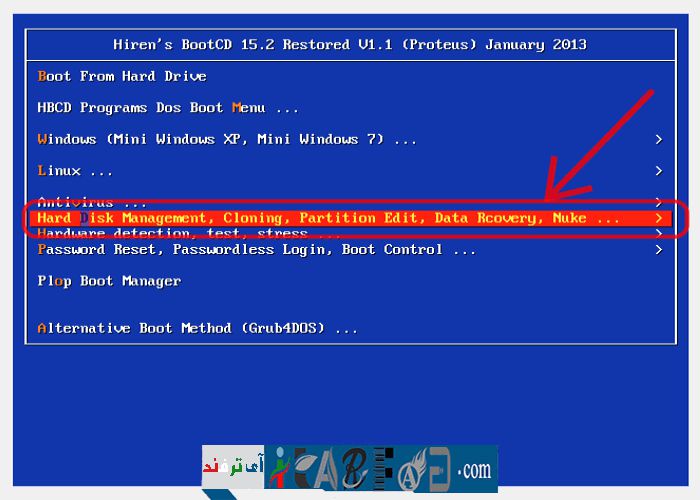 Hiren's BootCD 15.2 Restored V1.1 (Proteus) January 2013
Boot From Hard Drive
HBCD Programs Dos Boot Menu ...
Windows (Mini Windows XP, Mini Windows 7) ... >
Linux ... >
Antivirus ... >
Hard Disk Management, Cloning, Partition Edit, Data Rcovery, Nuke ... >
Hardware detection, test, stress ... >
Password Reset, Passwordless Login, Boot Control ... >
Plop Boot Manager
Alternative Boot Method (Grub4DOS) ...
آی ترفند
.com